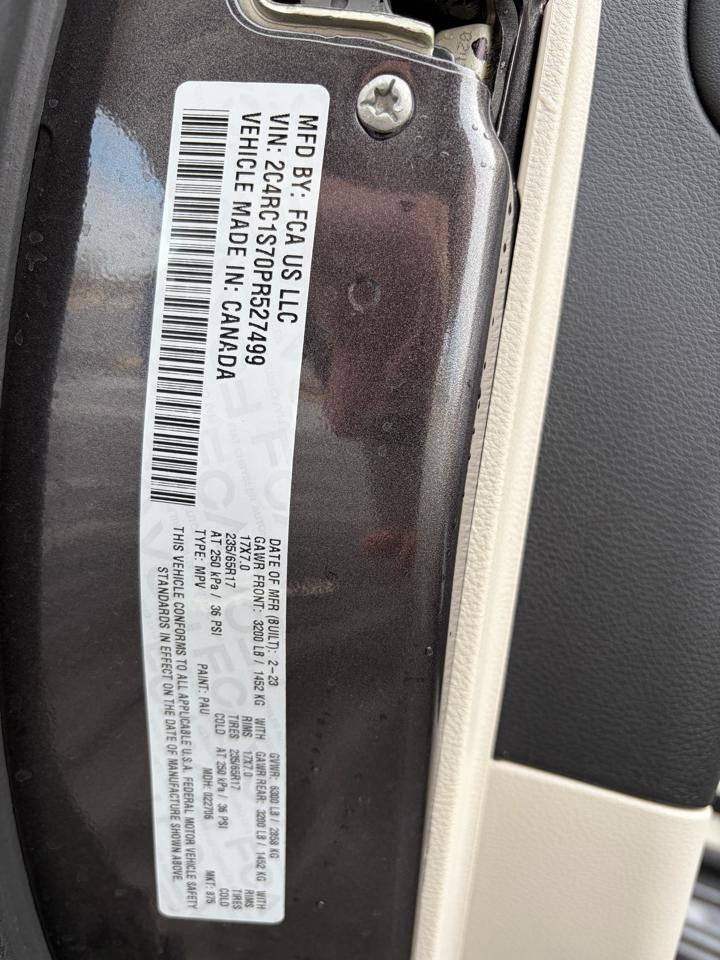 MFD BY: FCA US LLC
VIN: 2C4RC1S70PR527499
VEHICLE MADE IN: CANADA
DATE OF MFR (BUILT): 2-23 GVWR: 6300 LB / 2858 KG
GAWR FRONT: 3200 LB / 1452 KG WITH GAWR REAR: 3200 LB / 1452 KG WITH
17X7.0 RIMS 17X7.0 RIMS
235/65R17 TIRES 235/65R17 TIRES
AT 250 kPa / 36 PSI COLD AT 250 kPa / 36 PSI COLD
TYPE: MPV PAINT: PAU MDH: 022706 MKT: 875
THIS VEHICLE CONFORMS TO ALL APPLICABLE U.S.A. FEDERAL MOTOR VEHICLE SAFETY
STANDARDS IN EFFECT ON THE DATE OF MANUFACTURE SHOWN ABOVE.